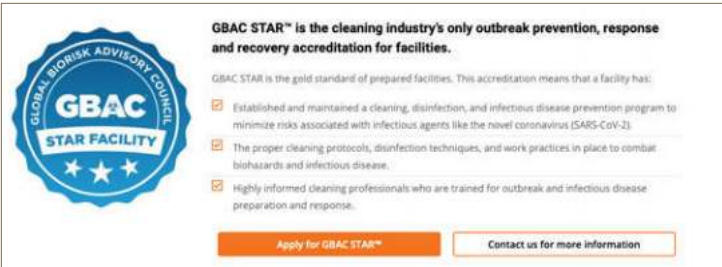 GLOBAL BIORISK ADVISORY COUNCIL
GBAC
STAR FACILITY
GBAC STAR™ is the cleaning industry's only outbreak prevention, response
and recovery accreditation for facilities.
GBAC STAR is the gold standard of prepared facilities. This accreditation means that a facility has:
Established and maintained a cleaning, disinfection, and infectious disease prevention program to
minimize risks associated with infectious agents like the novel coronavirus (SARS-CoV-2).
The proper cleaning protocols, disinfection techniques, and work practices in place to combat
biohazards and infectious disease.
Highly informed cleaning professionals who are trained for outbreak and infectious disease
preparation and response.
Apply for GBAC STAR™
Contact us for more information